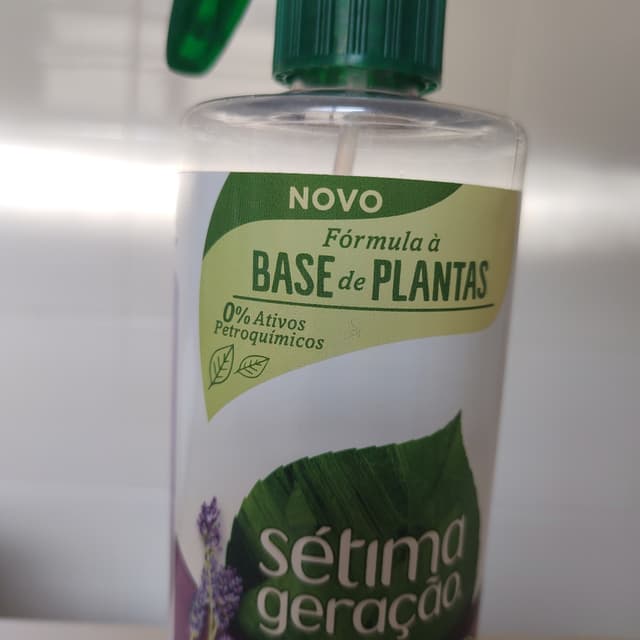 NOVO
Fórmula à
BASE de PLANTAS
0% Ativos
Petroquímicos
sétima
geração